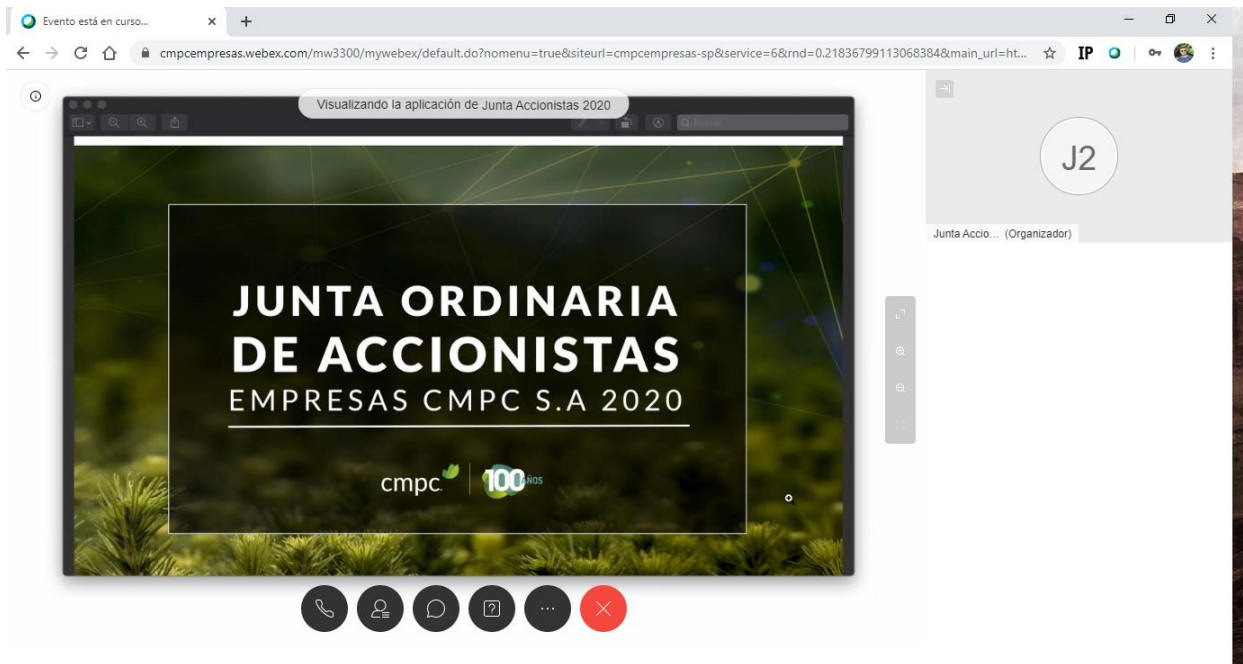 Evento está en curso...
cmpcempresas.webex.com/mw3300/mywebex/default.do?nomenu=true&siteurl=cmpcempresas-sp&service=6&rnd=0.21836799113068384&main_url=ht...
IP
Visualizando la aplicación de Junta Accionistas 2020
Buscar
J2
Junta Accio... (Organizador)
JUNTA ORDINARIA
DE ACCIONISTAS
EMPRESAS CMPC S.A 2020
cmpc
100 AÑOS